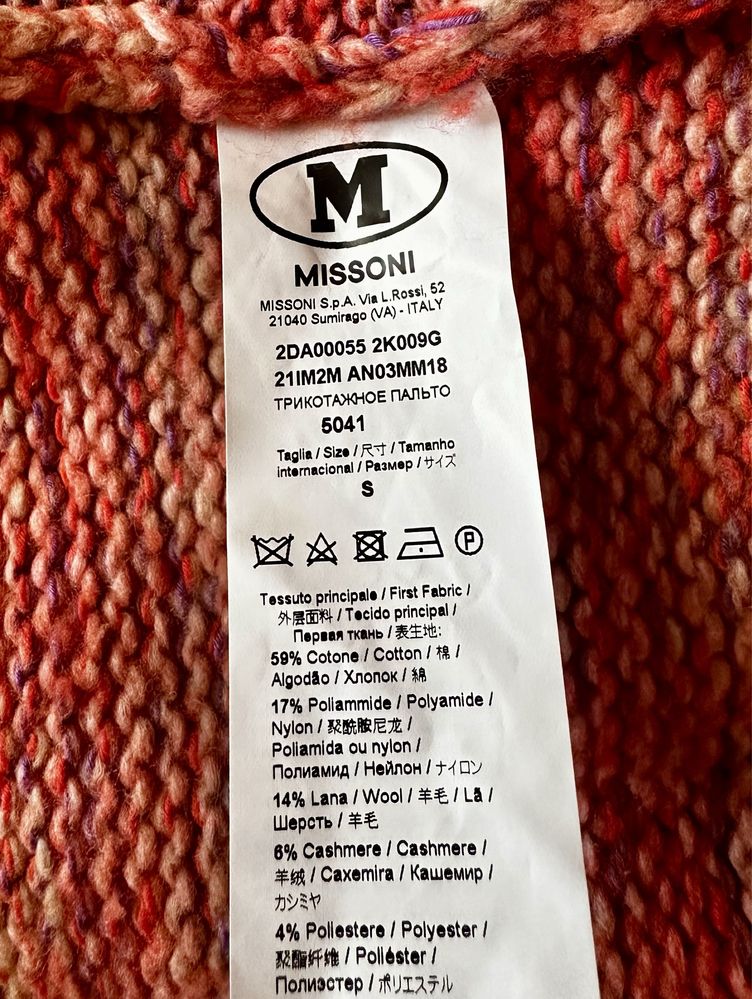 M
MISSONI
MISSONI S.p.A. Via L.Rossi, 52
21040 Sumirago (VA) - ITALY
2DA00055 2K009G
21IM2M AN03MM18
ТРИКОТАЖНОЕ ПАЛЬТО
5041
Taglia / Size / 尺寸 / Tamanho
internacional / Размер / サイズ
S
P
Tessuto principale / First Fabric /
外层面料 / Tecido principal /
Первая ткань / 表生地:
59% Cotone / Cotton / 棉 /
Algodão / Хлопок / 綿
17% Poliammide / Polyamide /
Nylon / 聚酰胺尼龙 /
Poliamida ou nylon /
Полиамид / Нейлон / ナイロン
14% Lana / Wool / 羊毛 / Lã /
Шерсть / 羊毛
6% Cashmere / Cashmere /
羊绒 / Caxemira / Кашемир /
カシミヤ
4% Poliestere / Polyester /
聚酯纤维 / Poliéster /
Полиэстер / ポリエステル